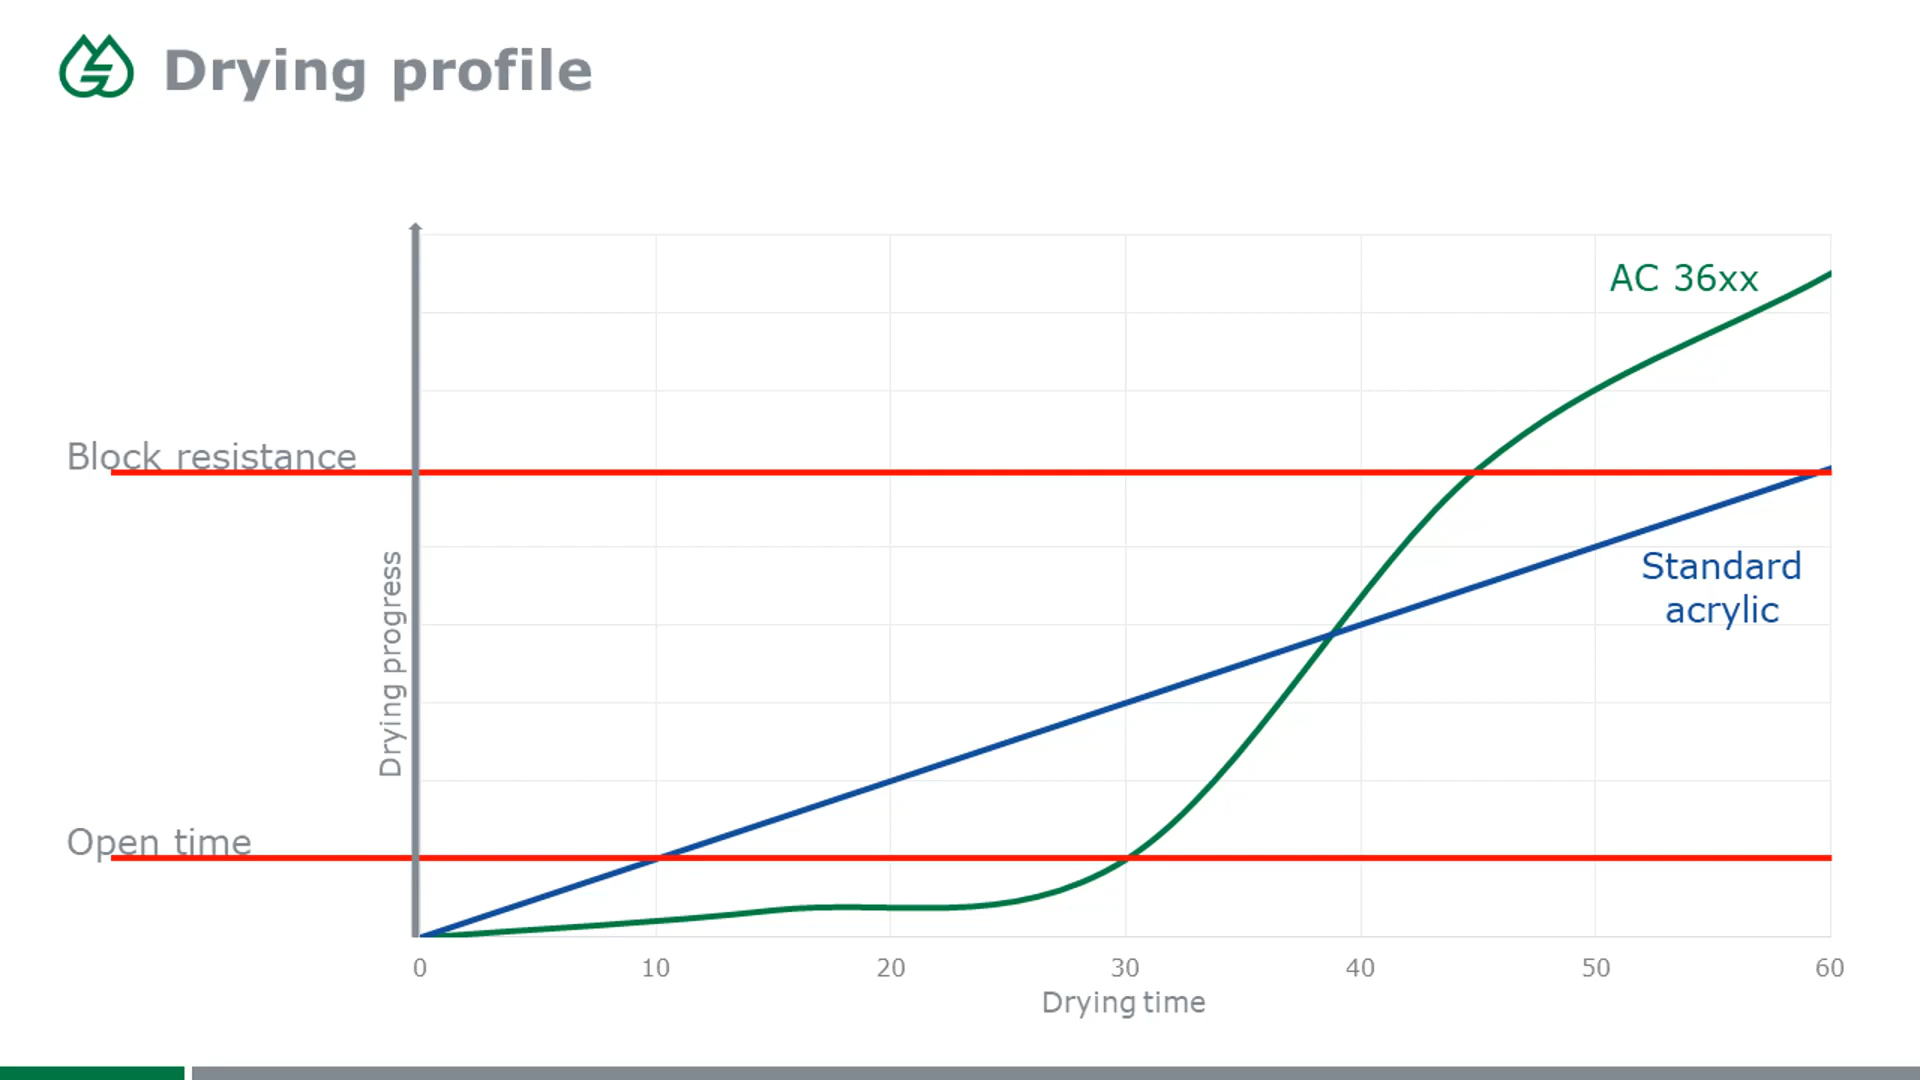 Drying profile
AC 36xx
Block resistance
Standard
acrylic
Drying progress
Open time
0 10 20 30 40 50 60
Drying time